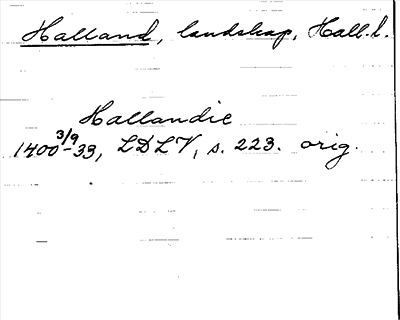 Halland, landskap, Hall. l.
Hallandie
1400 3/9 -33, LDLV, s. 223. orig.